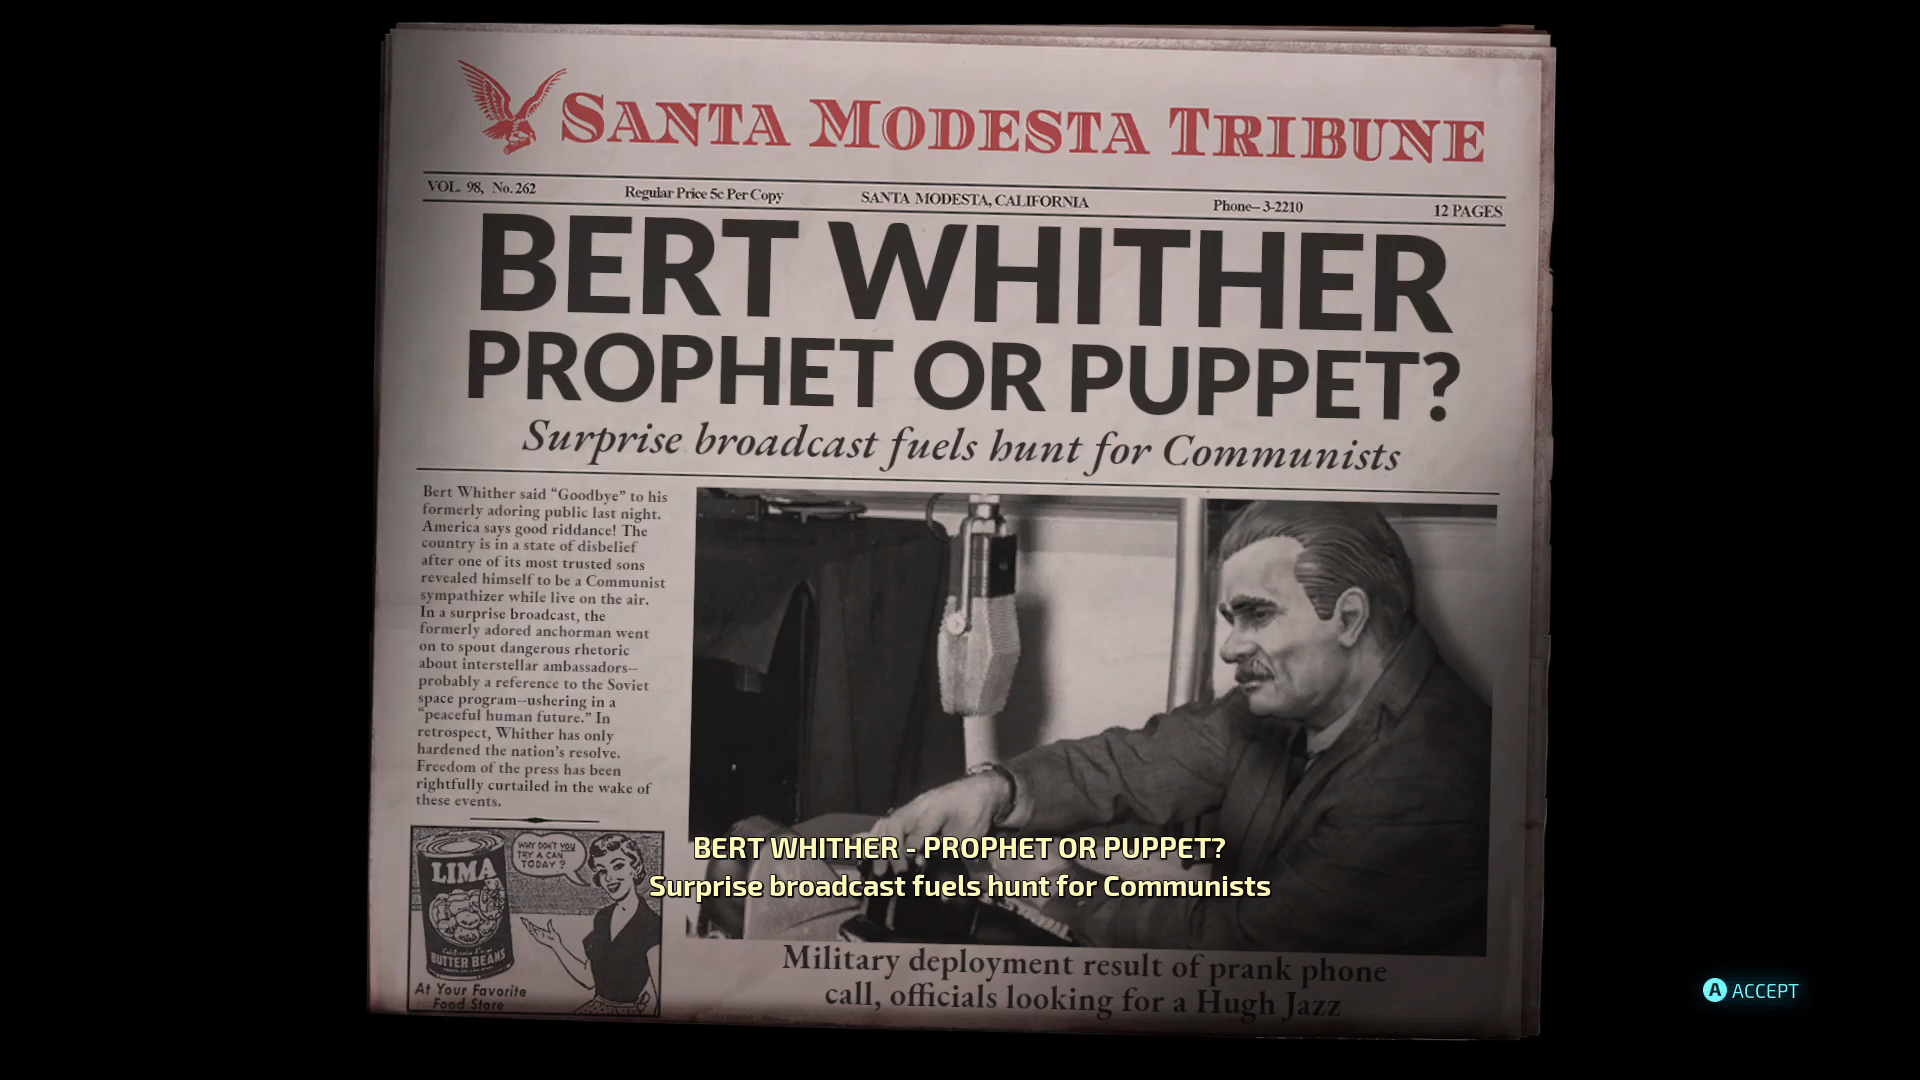 SANTA MODESTA TRIBUNE
VOL. 98, No. 262 Regular Price 5c Per Copy SANTA MODESTA, CALIFORNIA Phone– 3-2210 12 PAGES
BERT WHITHER
PROPHET OR PUPPET?
Surprise broadcast fuels hunt for Communists
Bert Whither said “Goodbye” to his
formerly adoring public last night.
America says good riddance! The
country is in a state of disbelief
after one of its most trusted sons
revealed himself to be a Communist
sympathizer while live on the air.
In a surprise broadcast, the
formerly adored anchorman went
on to spout dangerous rhetoric
about interstellar ambassadors--
probably a reference to the Soviet
space program--ushering in a
“peaceful human future.” In
retrospect, Whither has only
hardened the nation’s resolve.
Freedom of the press has been
rightfully curtailed in the wake of
these events.
WHY DON'T YOU
TRY A CAN
TODAY?
LIMA
BUTTER BEANS
At Your Favorite
Food Store
BERT WHITHER - PROPHET OR PUPPET?
Surprise broadcast fuels hunt for Communists
Military deployment result of prank phone
call, officials looking for a Hugh Jazz
A ACCEPT